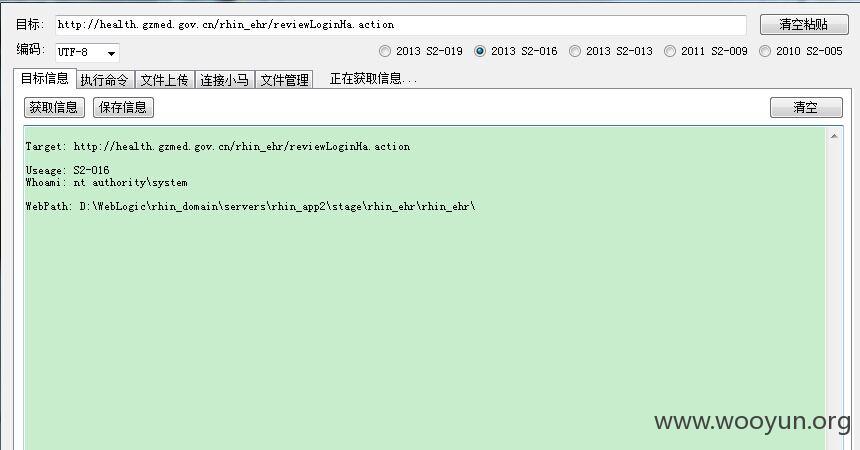 目标: http://health.gzmed.gov.cn/rhin_ehr/reviewLoginHa.action 清空粘贴
编码: UTF-8 2013 S2-019 2013 S2-016 2013 S2-013 2011 S2-009 2010 S2-005
目标信息 执行命令 文件上传 连接小马 文件管理 正在获取信息...
获取信息 保存信息 清空
Target: http://health.gzmed.gov.cn/rhin_ehr/reviewLoginHa.action
Useage: S2-016
Whoami: nt authority\system
WebPath: D:\WebLogic\rhin_domain\servers\rhin_app2\stage\rhin_ehr\rhin_ehr\
www.wooyun.org